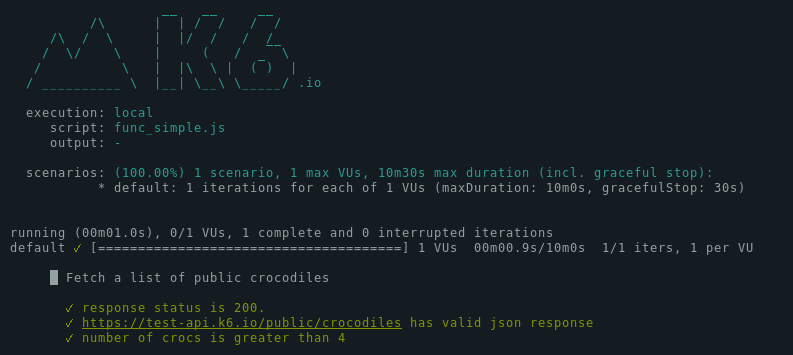 K6 .io
execution: local
script: func_simple.js
output: -
scenarios: (100.00%) 1 scenario, 1 max VUs, 10m30s max duration (incl. graceful stop):
* default: 1 iterations for each of 1 VUs (maxDuration: 10m0s, gracefulStop: 30s)
running (00m01.0s), 0/1 VUs, 1 complete and 0 interrupted iterations
default ✓ [======================================] 1 VUs  00m00.9s/10m0s  1/1 iters, 1 per VU
█ Fetch a list of public crocodiles
✓ response status is 200.
✓ https://test-api.k6.io/public/crocodiles has valid json response
✓ number of crocs is greater than 4